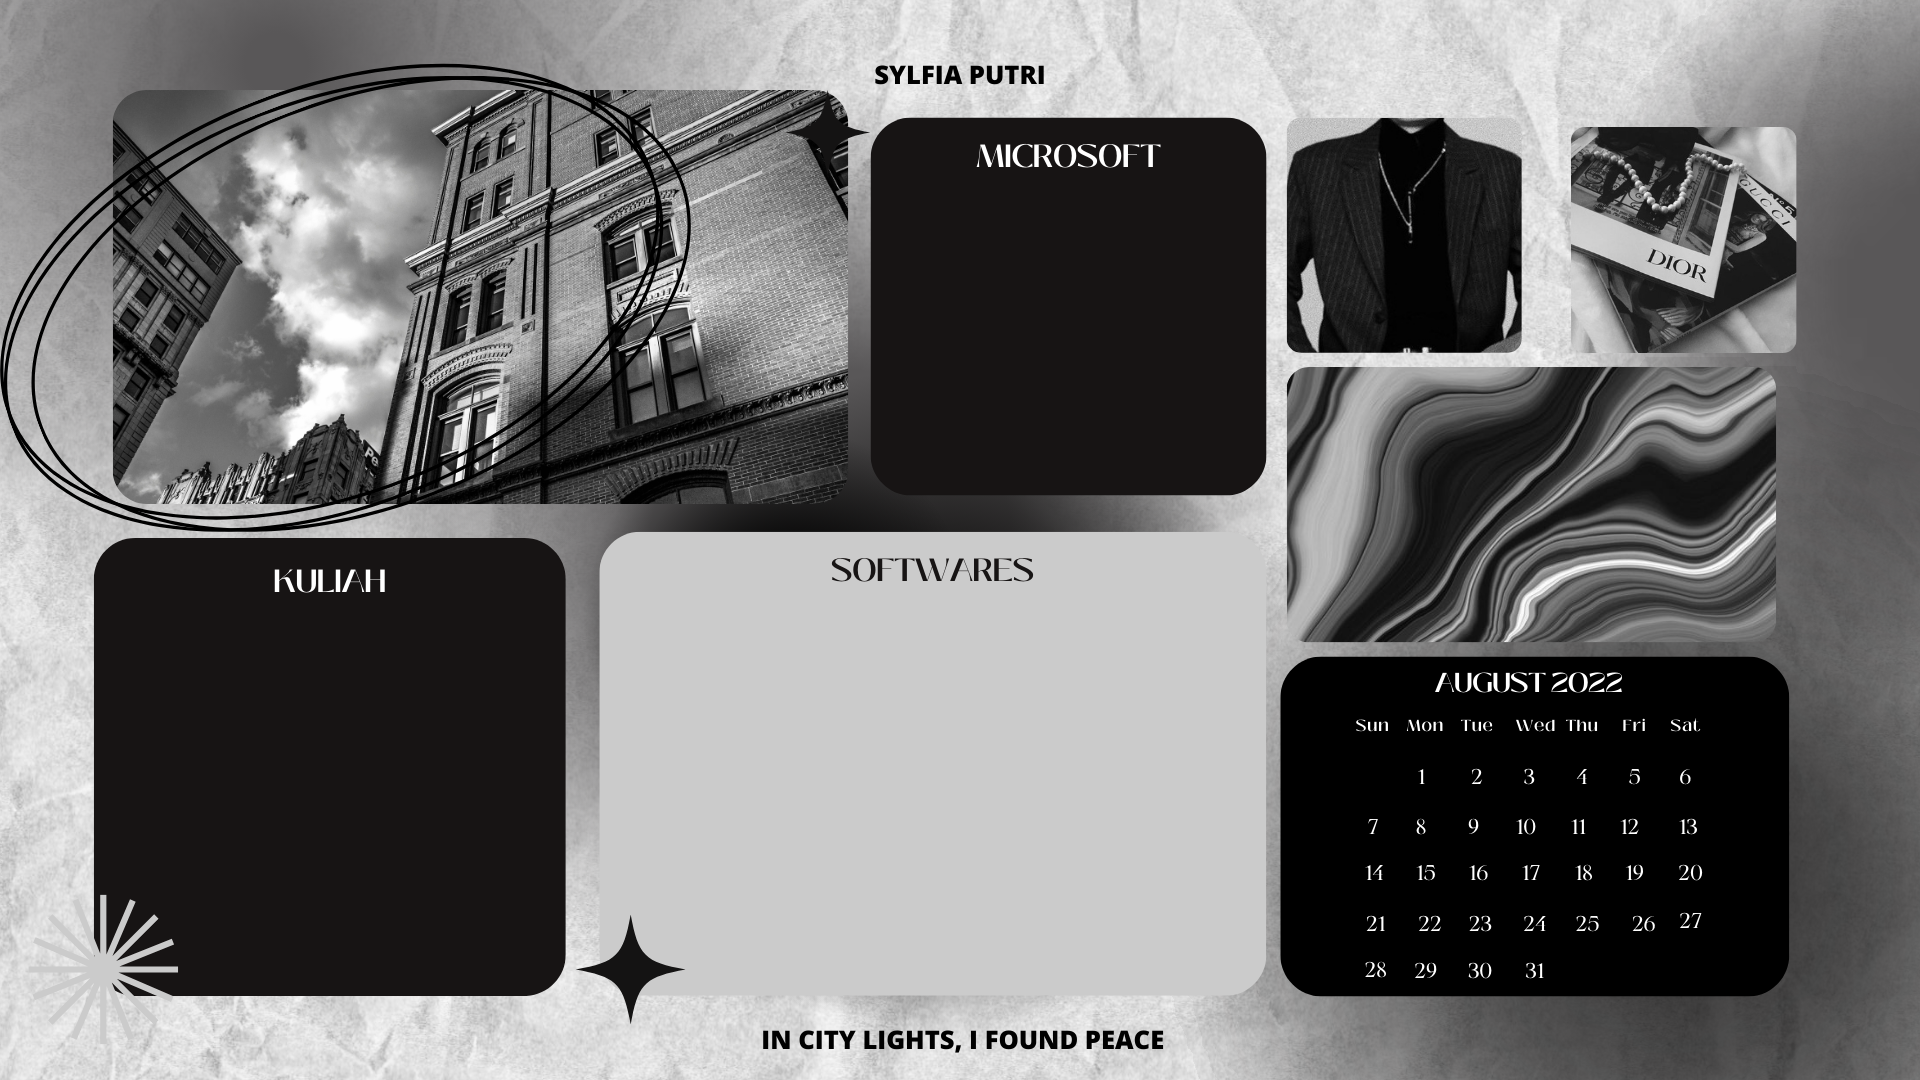 SYLFIA PUTRI
MICROSOFT
GUCCI
DIOR
KULIAH
SOFTWARES
AUGUST 2022
Sun Mon Tue Wed Thu Fri Sat
1 2 3 4 5 6
7 8 9 10 11 12 13
14 15 16 17 18 19 20
21 22 23 24 25 26 27
28 29 30 31
IN CITY LIGHTS, I FOUND PEACE